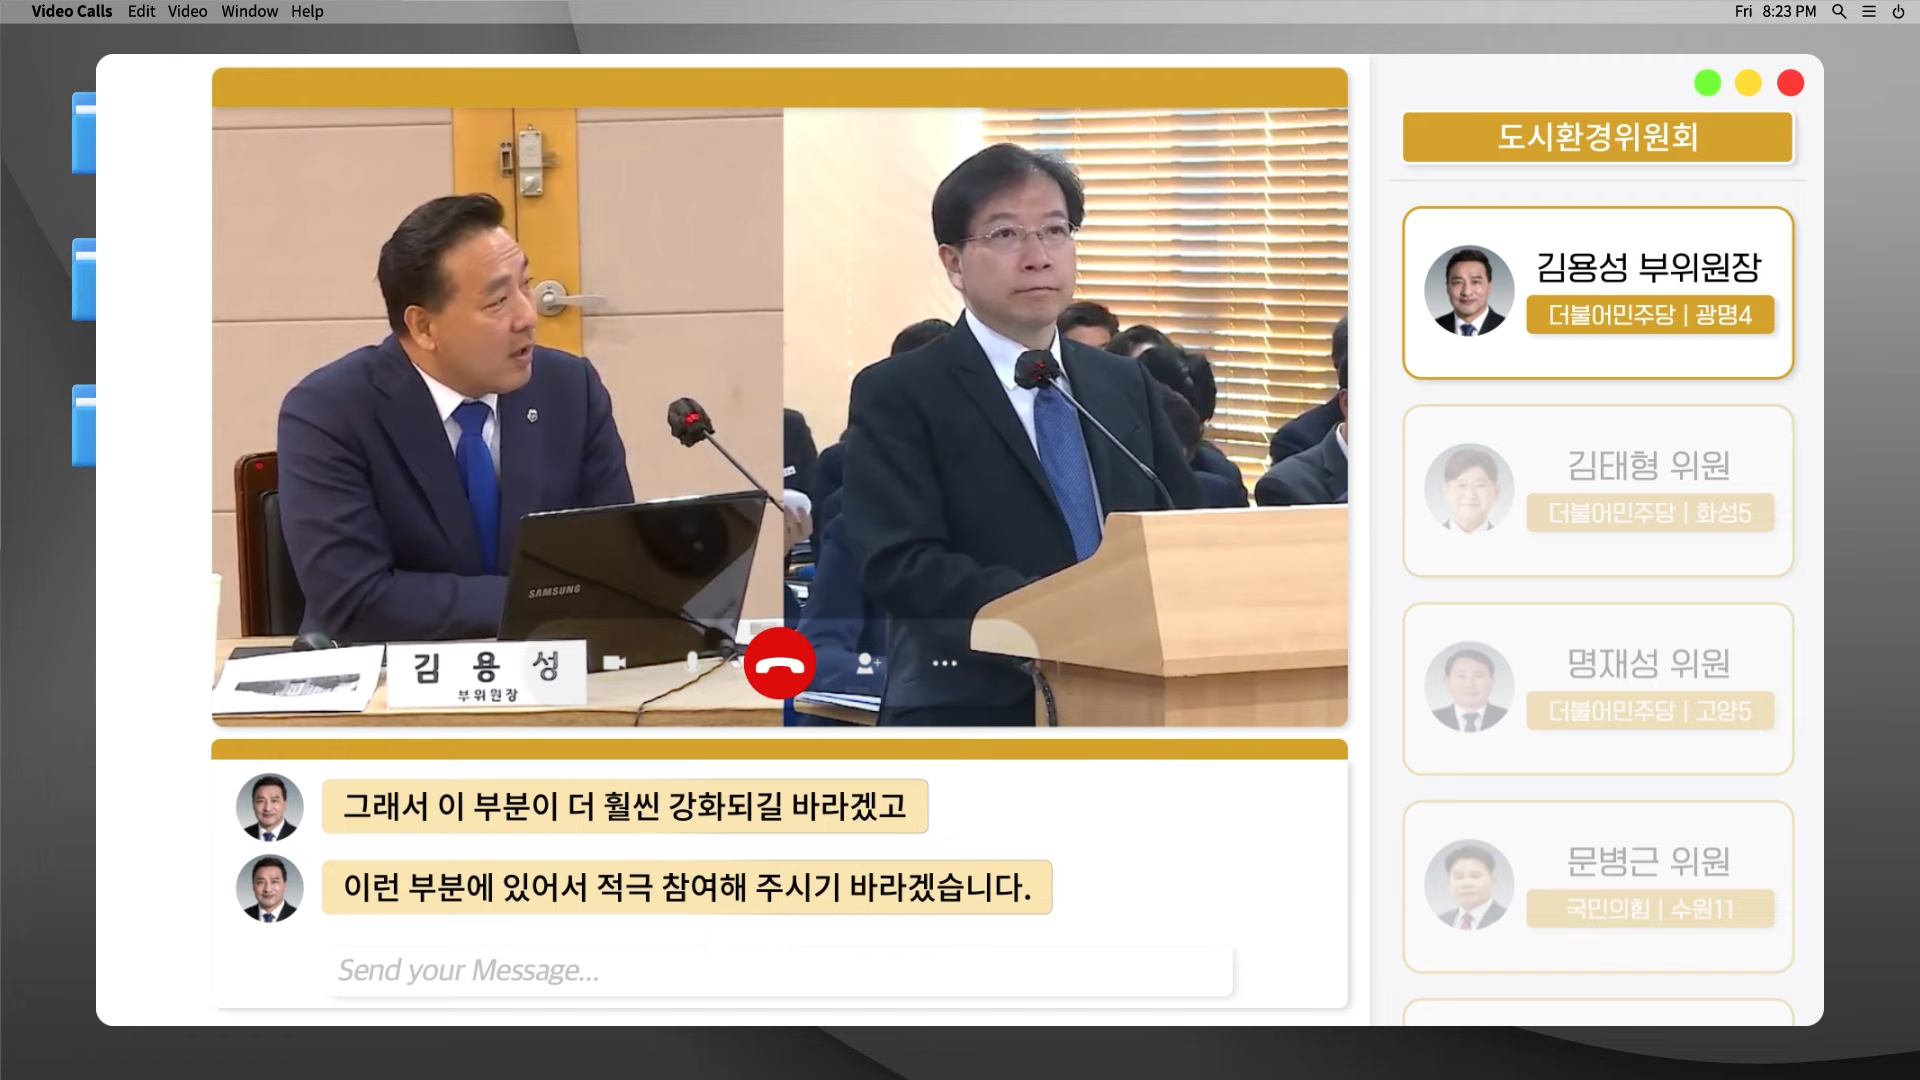 Video Calls Edit Video Window Help
Fri 8:23 PM
도시환경위원회
김용성 부위원장
더불어민주당 | 광명4
김태형 위원
더불어민주당 | 화성5
명재성 위원
더불어민주당 | 고양5
문병근 위원
국민의힘 | 수원11
SAMSUNG
김 용 성
부위원장
그래서 이 부분이 더 훨씬 강화되길 바라겠고
이런 부분에 있어서 적극 참여해 주시기 바라겠습니다.
Send your Message...